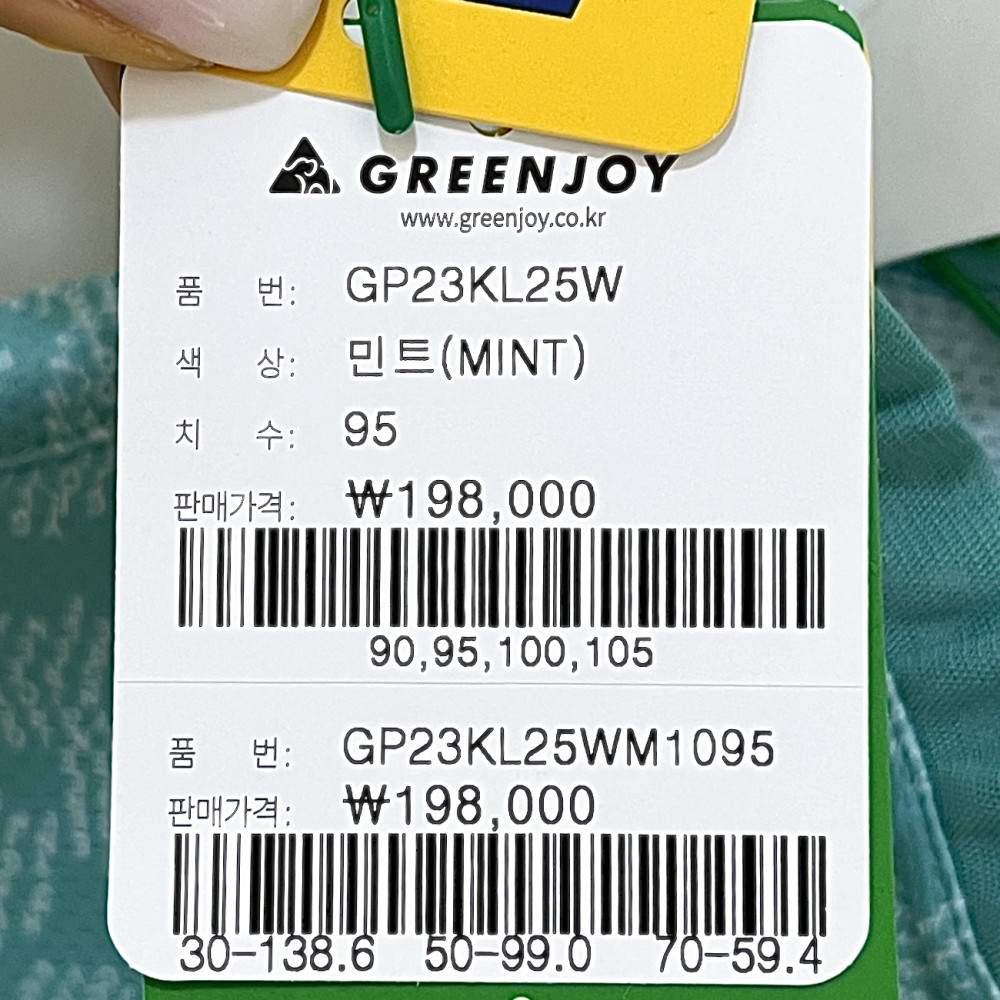 GREENJOY
www.greenjoy.co.kr
품 번: GP23KL25W
색 상: 민트(MINT)
치 수: 95
판매가격: ₩198,000
90,95,100,105
품 번: GP23KL25WM1095
판매가격: ₩198,000
30-138.6 50-99.0 70-59.4